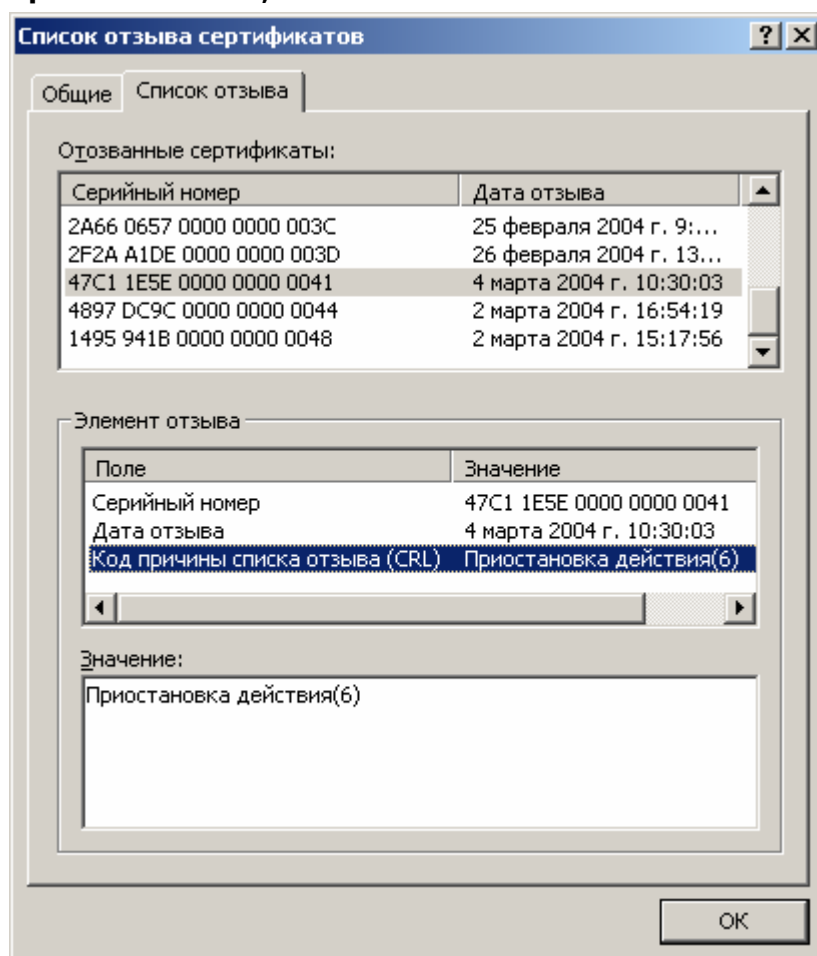 Список отзыва сертификатов
Общие Список отзыва
Отозванные сертификаты:
Серийный номер Дата отзыва
2A66 0657 0000 0000 003C 25 февраля 2004 г. 9:...
2F2A A1DE 0000 0000 003D 26 февраля 2004 г. 13...
47C1 1E5E 0000 0000 0041 4 марта 2004 г. 10:30:03
4897 DC9C 0000 0000 0044 2 марта 2004 г. 16:54:19
1495 941B 0000 0000 0048 2 марта 2004 г. 15:17:56
Элемент отзыва
Поле Значение
Серийный номер 47C1 1E5E 0000 0000 0041
Дата отзыва 4 марта 2004 г. 10:30:03
Код причины списка отзыва (CRL) Приостановка действия(6)
Значение:
Приостановка действия(6)
ОК